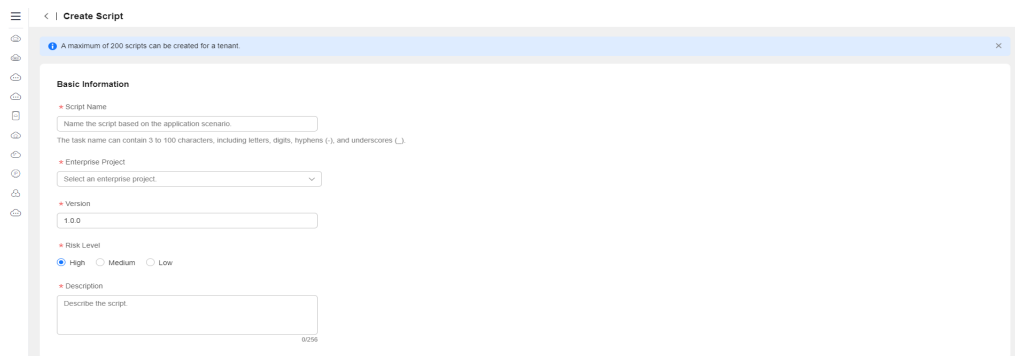 < | Create Script
A maximum of 200 scripts can be created for a tenant.
Basic Information
* Script Name
Name the script based on the application scenario.
The task name can contain 3 to 100 characters, including letters, digits, hyphens (-), and underscores (_).
* Enterprise Project
Select an enterprise project.
* Version
1.0.0
* Risk Level
High Medium Low
* Description
Describe the script.
0/256